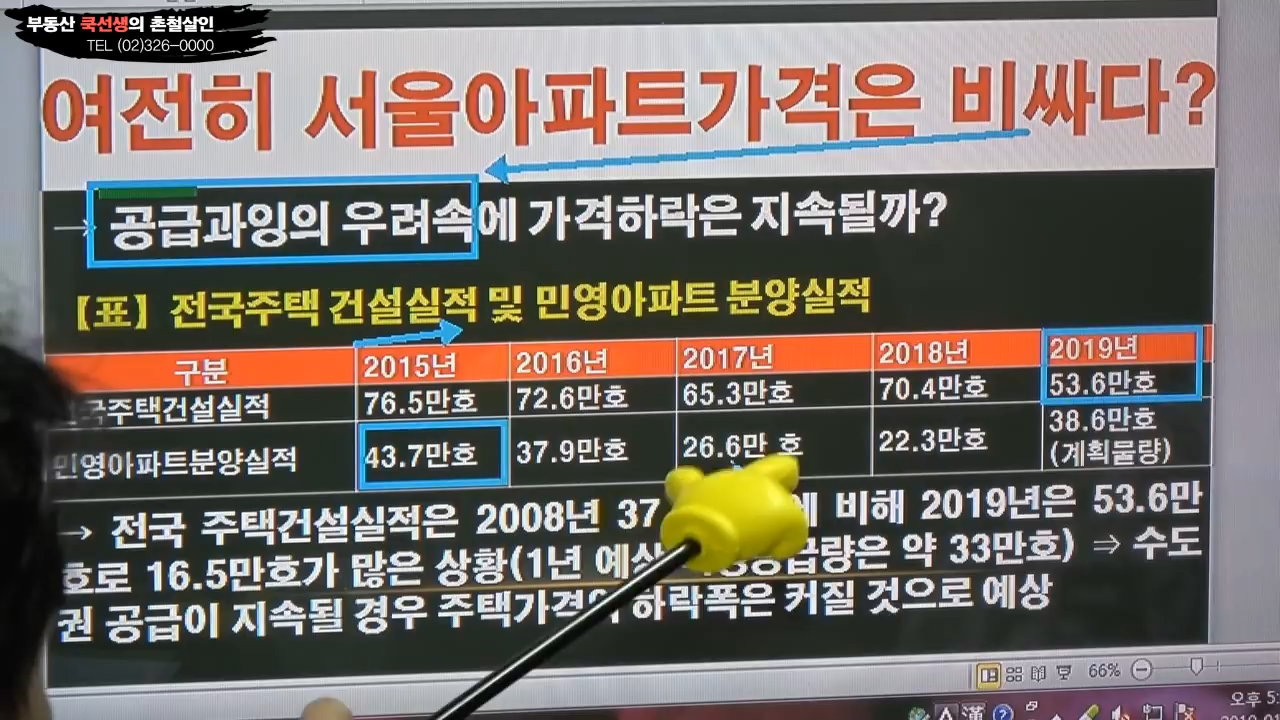 부동산 쿡선생의 촌철살인
TEL (02)326-0000
여전히 서울아파트가격은 비싸다?
→ 공급과잉의 우려속에 가격하락은 지속될까?
【표】 전국주택 건설실적 및 민영아파트 분양실적
구분 2015년 2016년 2017년 2018년 2019년
국주택건설실적 76.5만호 72.6만호 65.3만호 70.4만호 53.6만호
민영아파트분양실적 43.7만호 37.9만호 26.6만 호 22.3만호 38.6만호
(계획물량)
→ 전국 주택건설실적은 2008년 37 에 비해 2019년은 53.6만
호로 16.5만호가 많은 상황(1년 예상 공급량은 약 33만호) ⇒ 수도
권 공급이 지속될 경우 주택가격의 하락폭은 커질 것으로 예상
66%
A 漢
오후 5: